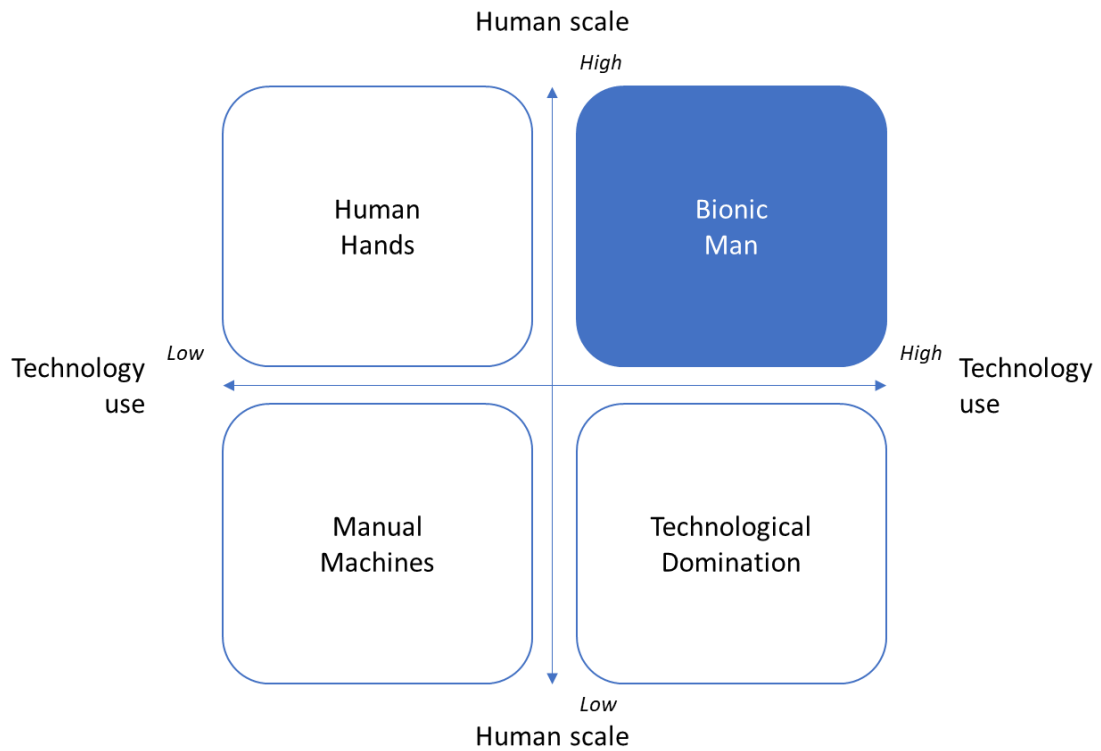 Human scale
High
Human
Hands
Bionic
Man
Low
High
Technology
use
Technology
use
Manual
Machines
Technological
Domination
Low
Human scale